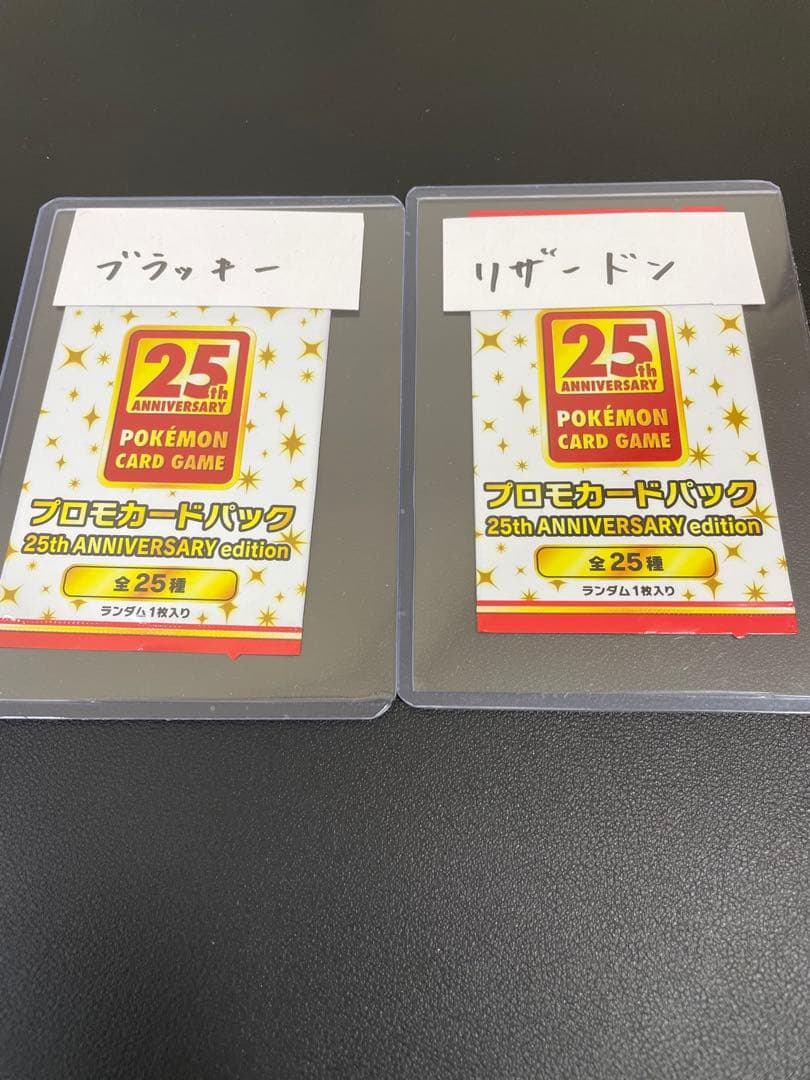 ブラッキー
25th
ANNIVERSARY
POKÉMON
CARD GAME
プロモカードパック
25th ANNIVERSARY edition
全25種
ランダム1枚入り
リザードン
25th
ANNIVERSARY
POKÉMON
CARD GAME
プロモカードパック
25th ANNIVERSARY edition
全25種
ランダム1枚入り